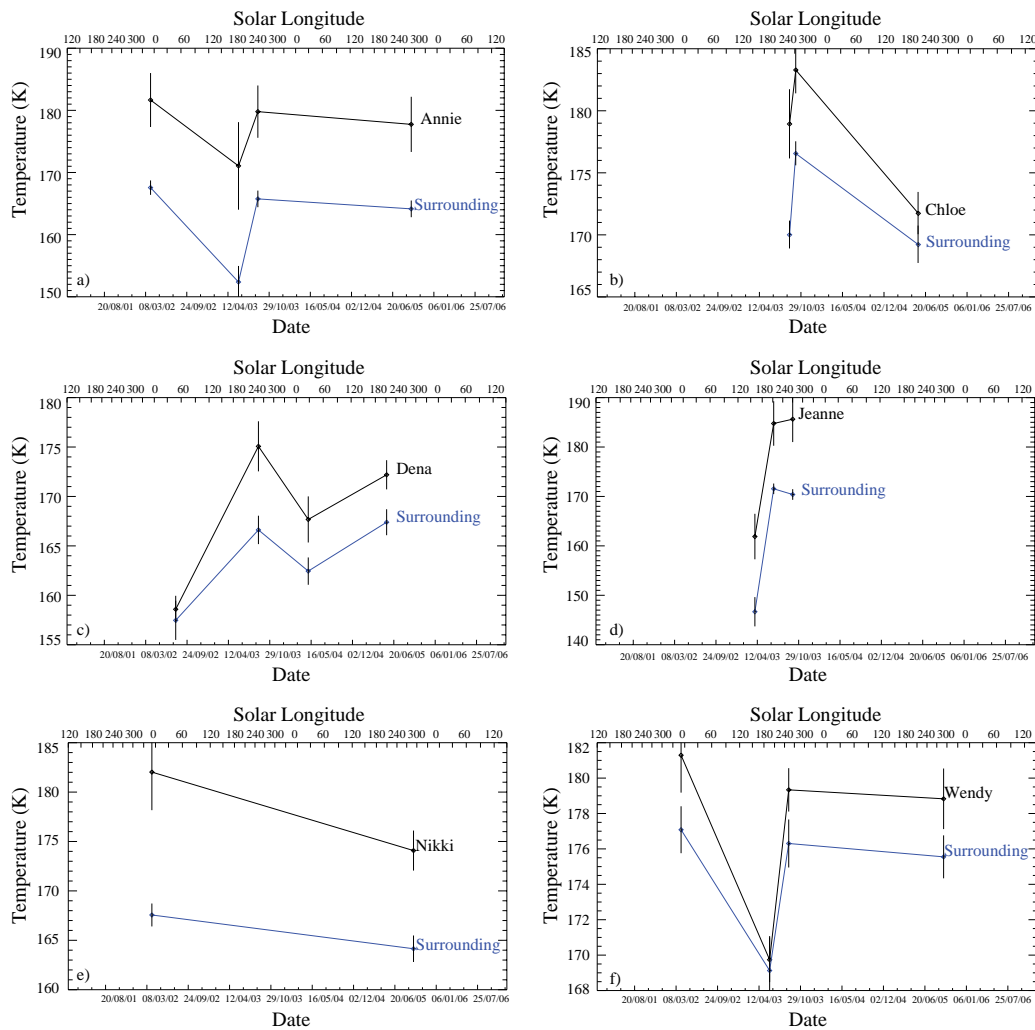 Solar Longitude
120 180 240 300 0 60 120 180 240 300 0 60 120 180 240 300 0 60 120
190
180
170
160
150
Temperature (K)
Annie
Surrounding
a)
20/08/01 08/03/02 24/09/02 12/04/03 29/10/03 16/05/04 02/12/04 20/06/05 06/01/06 25/07/06
Date
Solar Longitude
120 180 240 300 0 60 120 180 240 300 0 60 120 180 240 300 0 60
185
180
175
170
165
Temperature (K)
Chloe
Surrounding
b)
20/08/01 08/03/02 24/09/02 12/04/03 29/10/03 16/05/04 02/12/04 20/06/05 06/01/06 25/07/06
Date
Solar Longitude
120 180 240 300 0 60 120 180 240 300 0 60 120 180 240 300 0 60 120
180
175
170
165
160
155
Temperature (K)
Dena
Surrounding
c)
20/08/01 08/03/02 24/09/02 12/04/03 29/10/03 16/05/04 02/12/04 20/06/05 06/01/06 25/07/06
Date
Solar Longitude
120 180 240 300 0 60 120 180 240 300 0 60 120 180 240 300 0 60
190
180
170
160
150
140
Temperature (K)
Jeanne
Surrounding
d)
20/08/01 08/03/02 24/09/02 12/04/03 29/10/03 16/05/04 02/12/04 20/06/05 06/01/06 25/07/06
Date
Solar Longitude
120 180 240 300 0 60 120 180 240 300 0 60 120 180 240 300 0 60 120
185
180
175
170
165
160
Temperature (K)
Nikki
Surrounding
e)
20/08/01 08/03/02 24/09/02 12/04/03 29/10/03 16/05/04 02/12/04 20/06/05 06/01/06 25/07/06
Date
Solar Longitude
120 180 240 300 0 60 120 180 240 300 0 60 120 180 240 300 0 60
182
180
178
176
174
172
170
168
Temperature (K)
Wendy
Surrounding
f)
20/08/01 08/03/02 24/09/02 12/04/03 29/10/03 16/05/04 02/12/04 20/06/05 06/01/06 25/07/06
Date